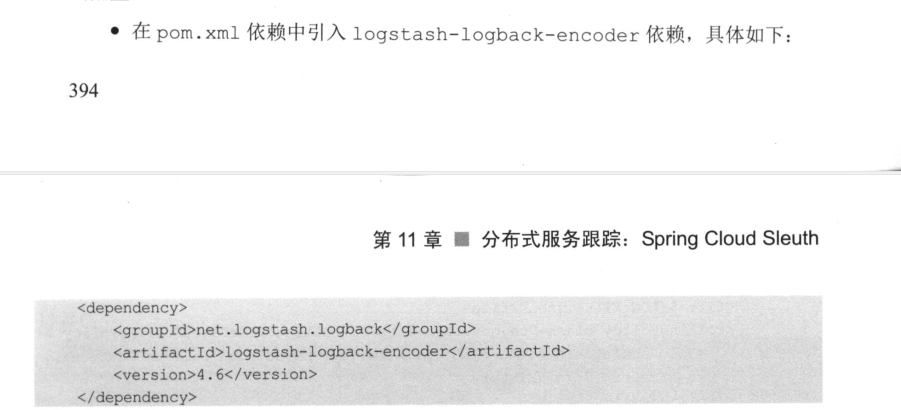 • 在 pom.xml 依赖中引入 logstash-logback-encoder 依赖，具体如下：
394
第 11 章 ■ 分布式服务跟踪：Spring Cloud Sleuth
<dependency>
    <groupId>net.logstash.logback</groupId>
    <artifactId>logstash-logback-encoder</artifactId>
    <version>4.6</version>
</dependency>